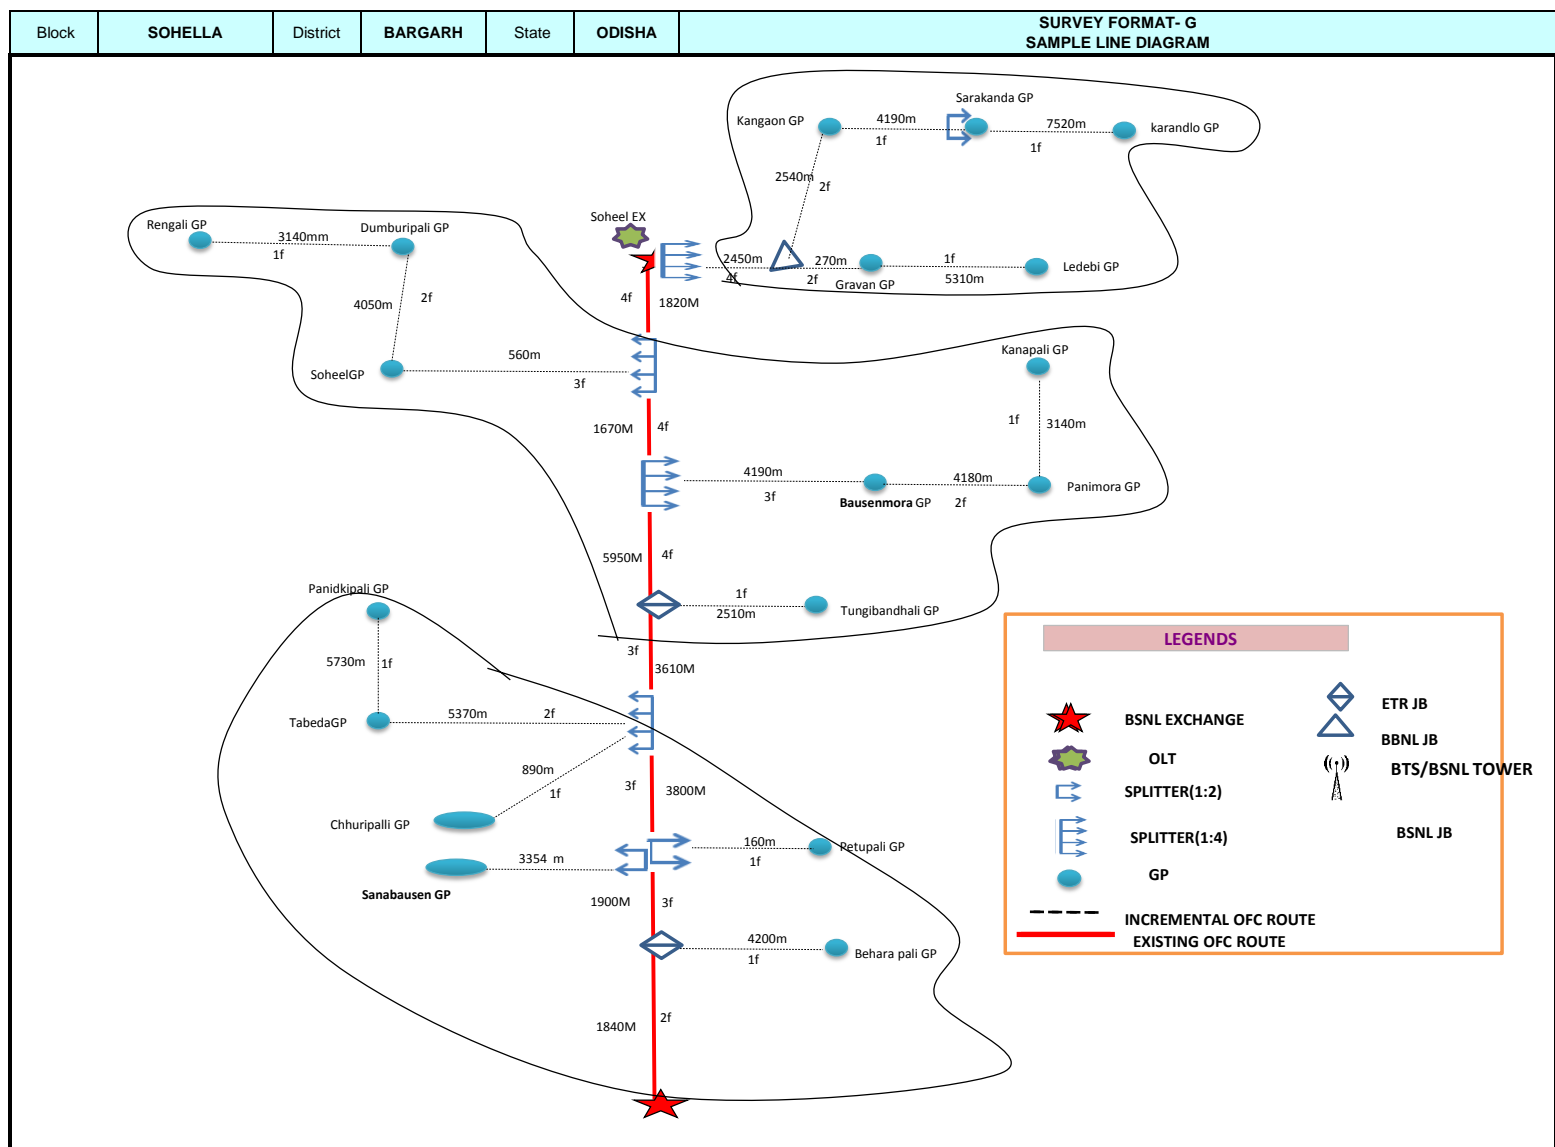 Block SOHELLA District BARGARH State ODISHA
SURVEY FORMAT- G
SAMPLE LINE DIAGRAM
Sarakanda GP
Kangaon GP
4190m
7520m
karandlo GP
1f
1f
2540m
2f
Soheel EX
Rengali GP
3140mm
Dumburipali GP
1f
2450m
270m
1f
Ledebi GP
4f
2f
Gravan GP
5310m
4050m
2f
4f
1820M
560m
SoheelGP
3f
Kanapali GP
1670M
4f
1f
3140m
4190m
4180m
Panimora GP
3f
Bausenmora GP
2f
5950M
4f
Panidkipali GP
1f
2510m
Tungibandhali GP
3f
3610M
5730m
1f
TabedaGP
5370m
2f
890m
1f
3f
3800M
Chhuripalli GP
160m
Petupali GP
1f
3354 m
Sanabausen GP
1900M
3f
4200m
1f
Behara pali GP
1840M
2f
LEGENDS
BSNL EXCHANGE
ETR JB
BBNL JB
OLT
BTS/BSNL TOWER
SPLITTER(1:2)
SPLITTER(1:4)
BSNL JB
GP
INCREMENTAL OFC ROUTE
EXISTING OFC ROUTE